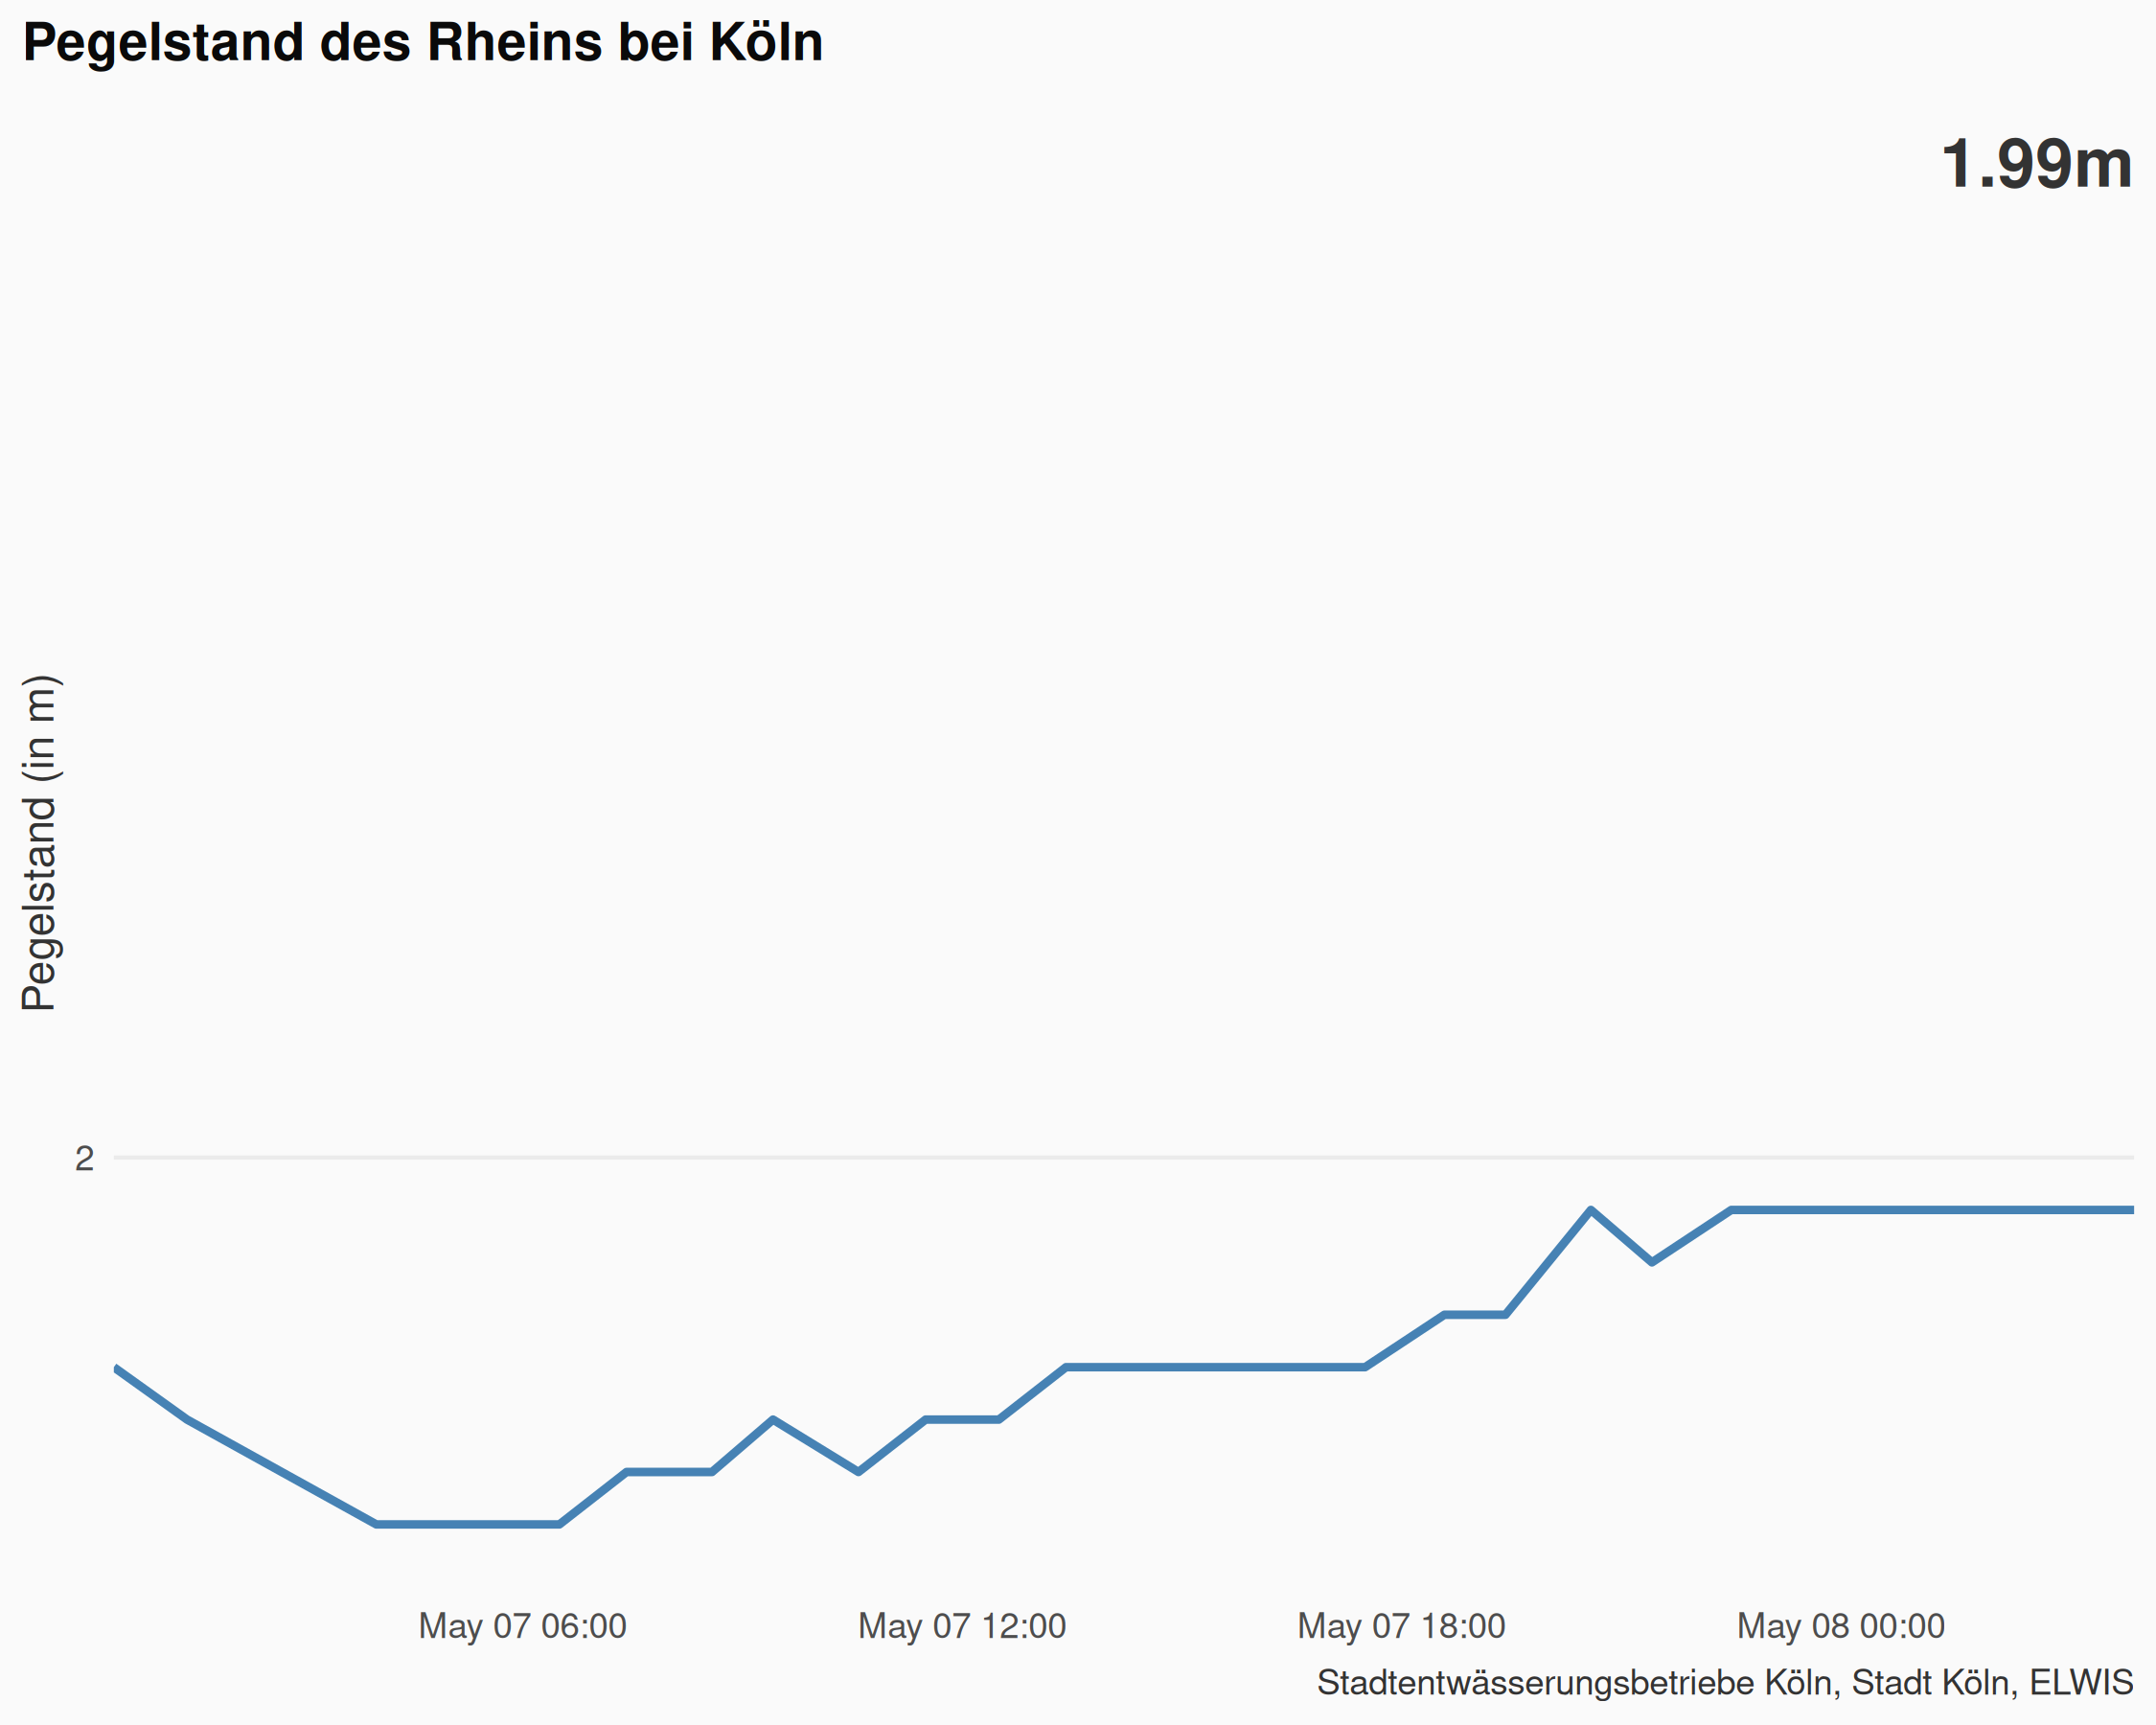 Pegelstand des Rheins bei Köln
1.99m
Pegelstand (in m)
2
May 07 06:00
May 07 12:00
May 07 18:00
May 08 00:00
Stadtentwässerungsbetriebe Köln, Stadt Köln, ELWIS